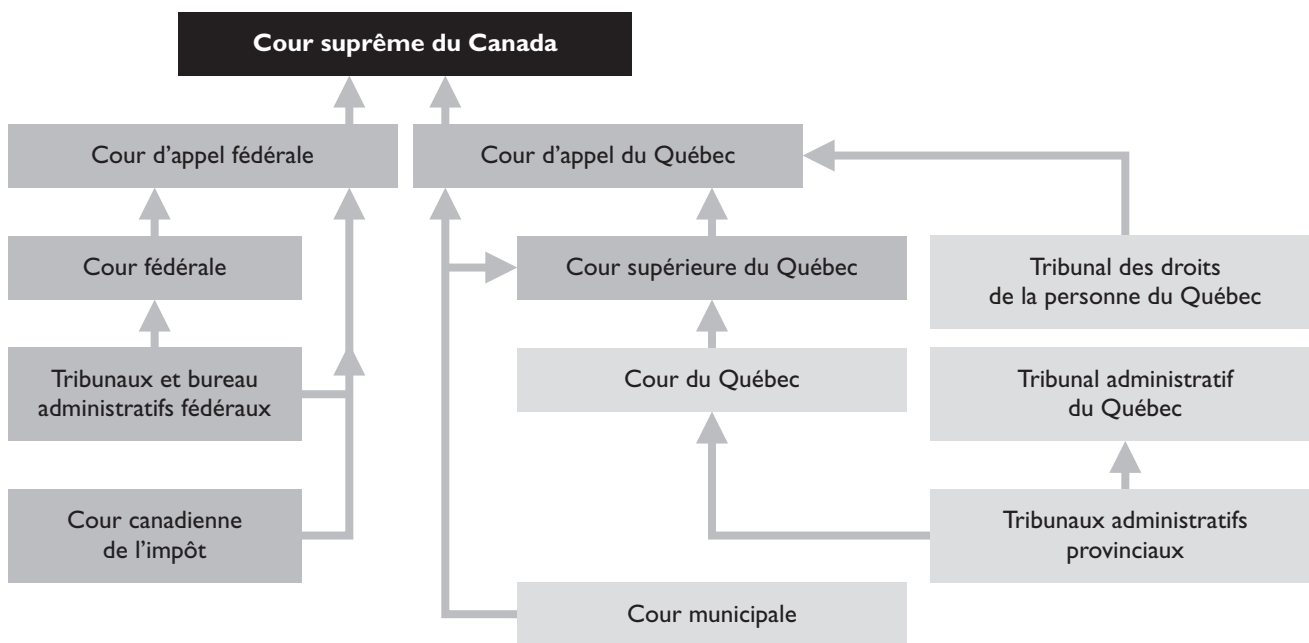 Cour suprême du Canada
Cour d'appel fédérale
Cour d'appel du Québec
Cour fédérale
Cour supérieure du Québec
Tribunal des droits
de la personne du Québec
Tribunaux et bureau
administratifs fédéraux
Cour du Québec
Tribunal administratif
du Québec
Cour canadienne
de l'impôt
Tribunaux administratifs
provinciaux
Cour municipale